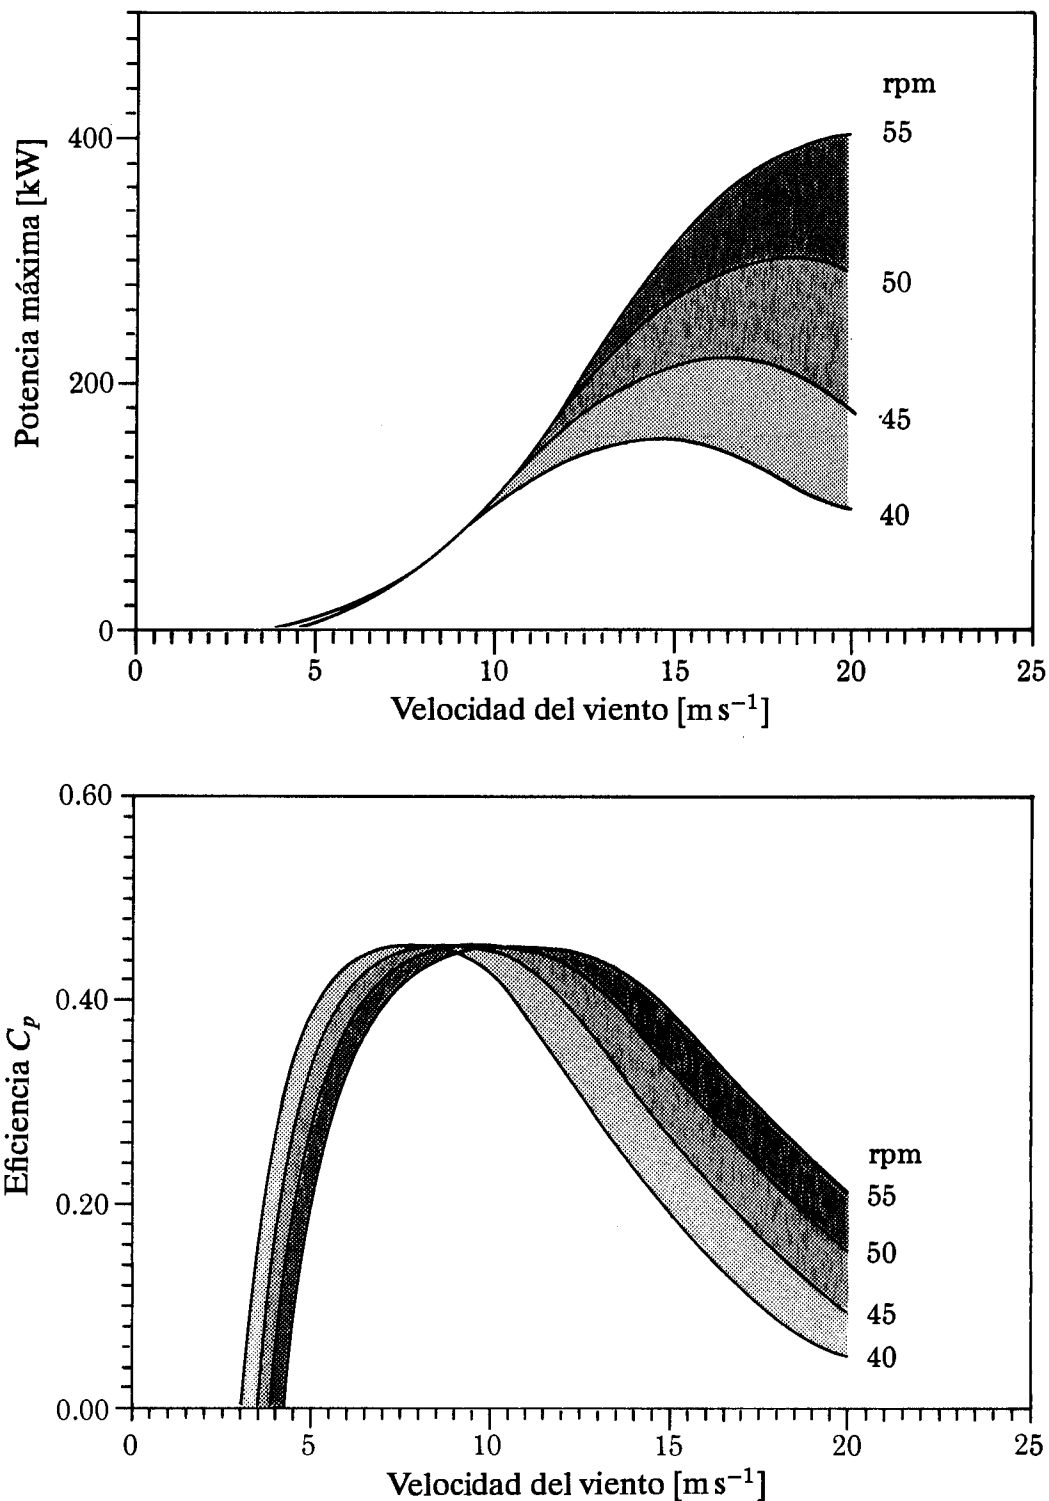 rpm
400
55
Potencia máxima [kW]
50
200
45
40
0
0 5 10 15 20 25
Velocidad del viento [m s⁻¹]
0.60
0.40
Eficiencia Cₚ
rpm
0.20
55
50
45
40
0.00
0 5 10 15 20 25
Velocidad del viento [m s⁻¹]